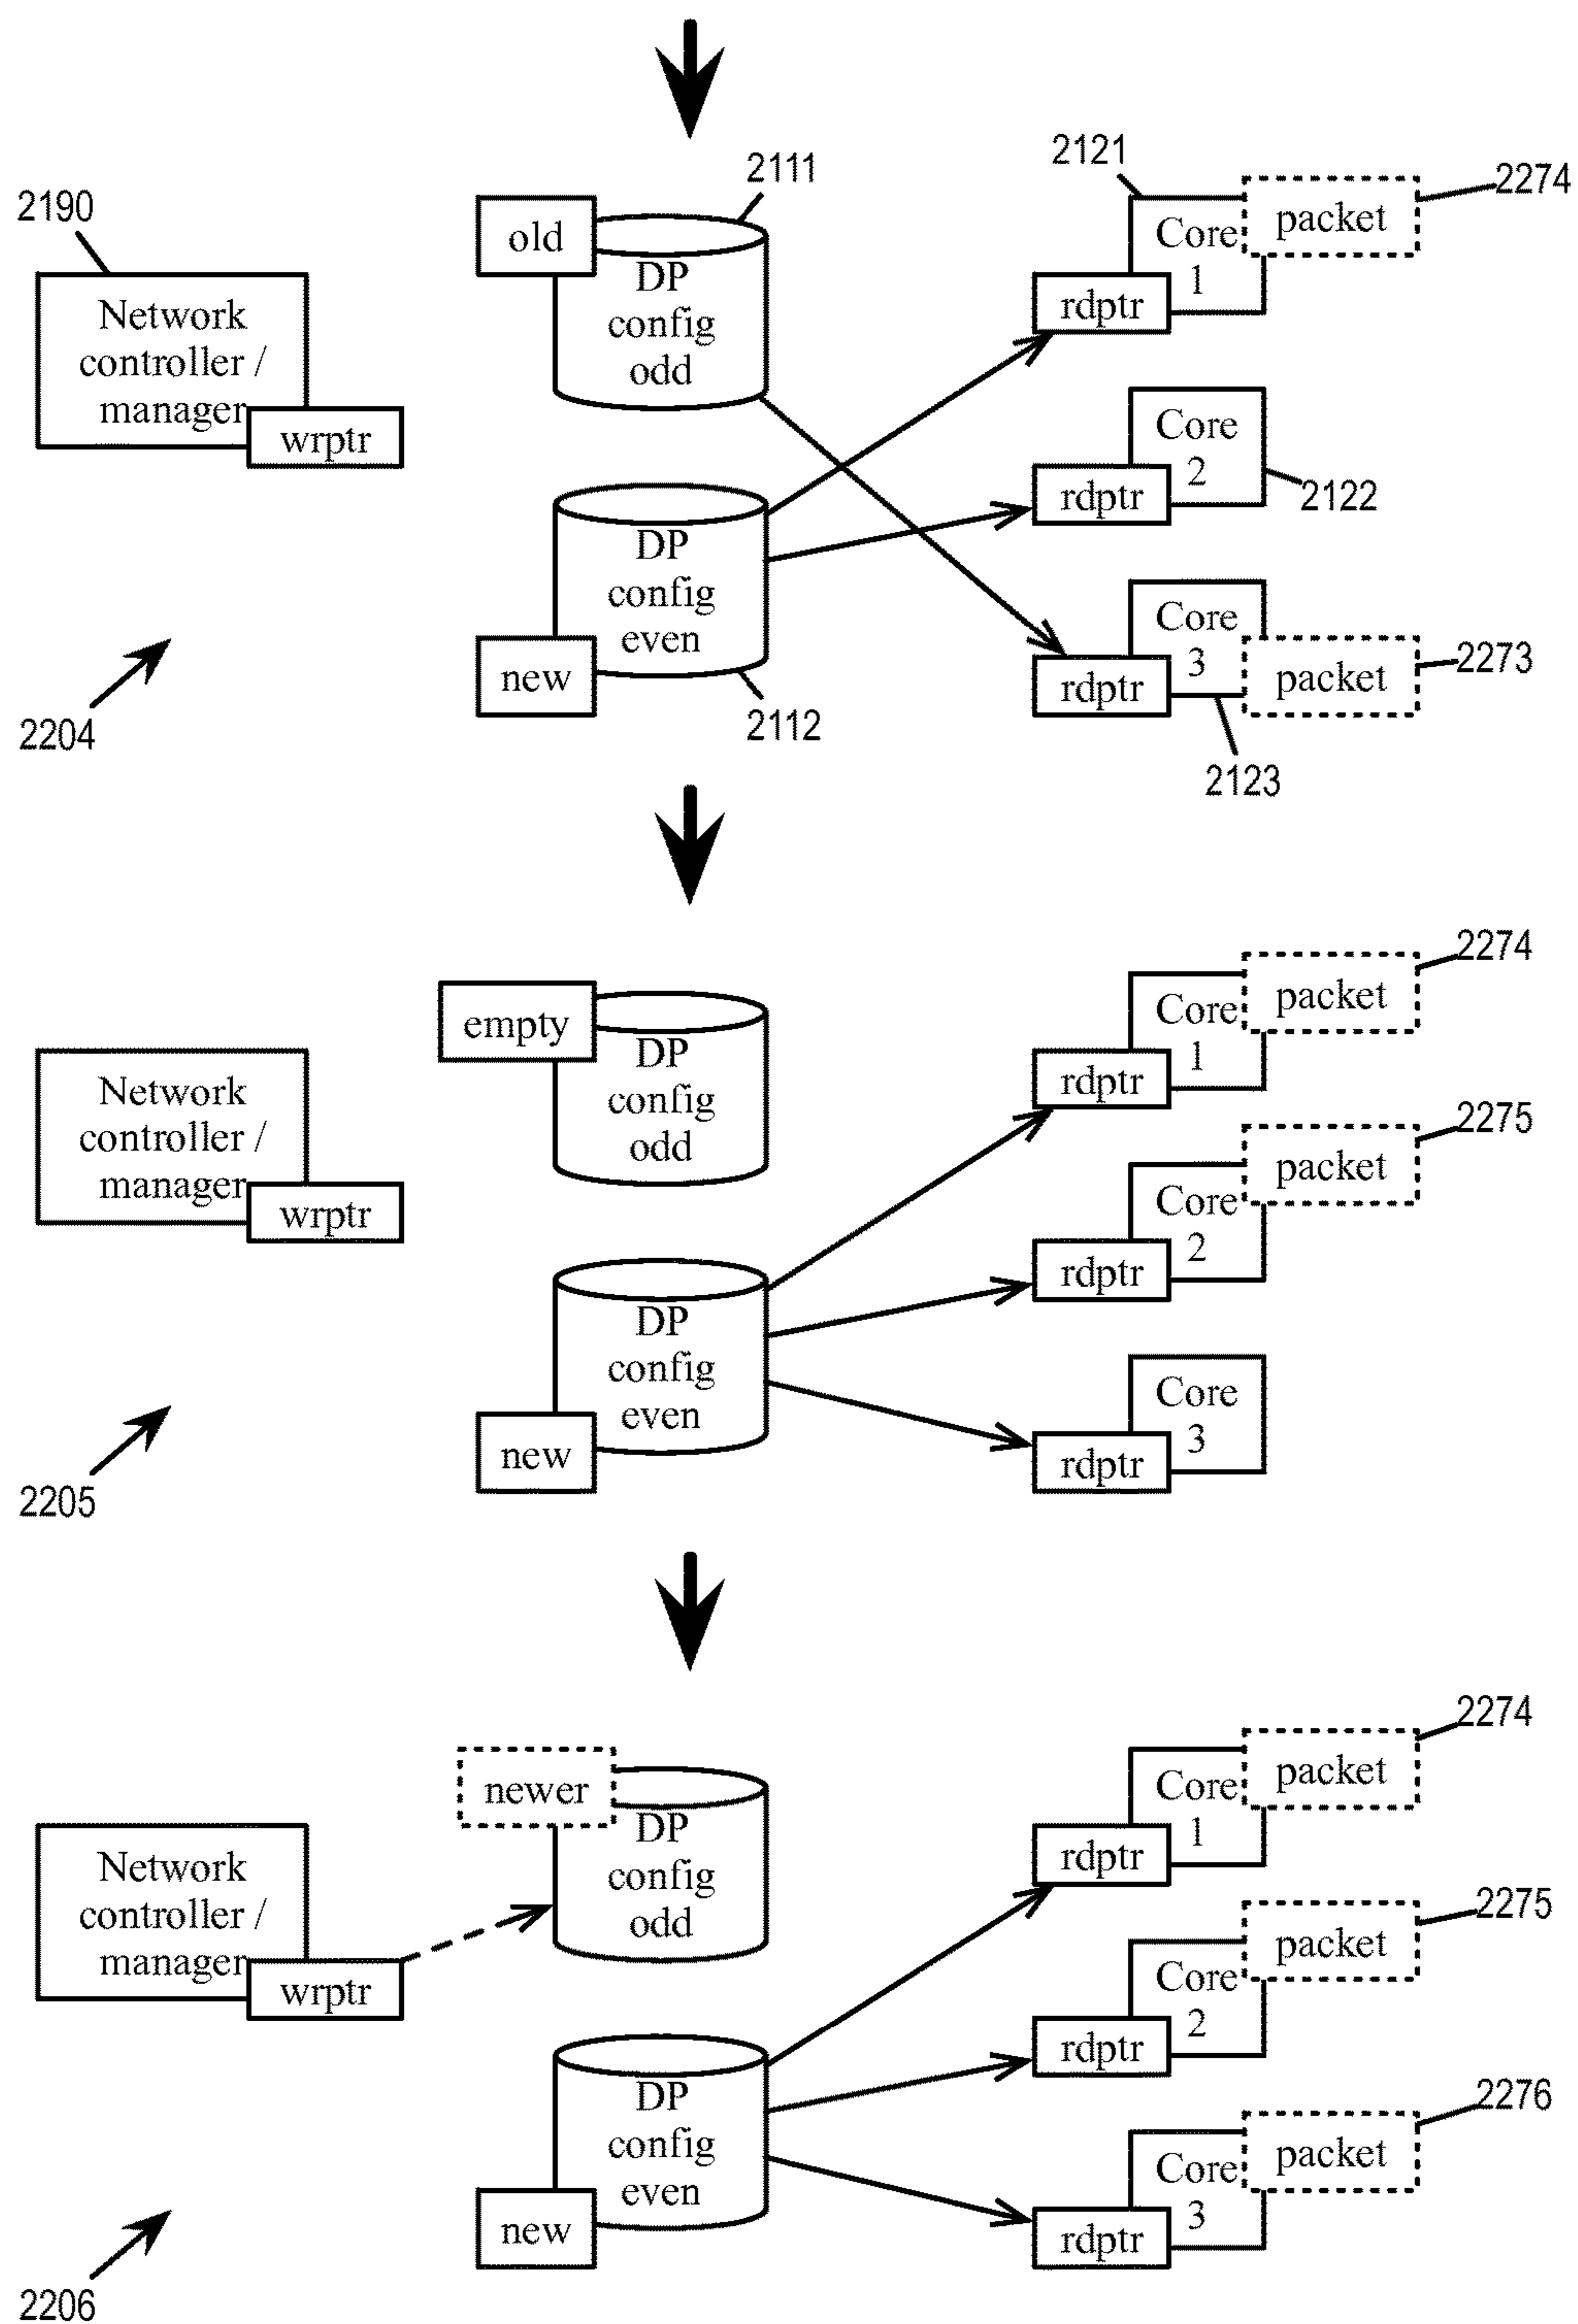 2190
Network
controller /
manager
wrptr
2204
2111
old
DP
config
odd
DP
config
even
new
2112
2121
Core
1
rdptr
packet
2274
Core
2
rdptr
2122
Core
3
rdptr
packet
2273
2123
Network
controller /
manager
wrptr
2205
empty
DP
config
odd
DP
config
even
new
Core
1
rdptr
packet
2274
Core
2
rdptr
packet
2275
Core
3
rdptr
Network
controller /
manager
wrptr
2206
newer
DP
config
odd
DP
config
even
new
Core
1
rdptr
packet
2274
Core
2
rdptr
packet
2275
Core
3
rdptr
packet
2276